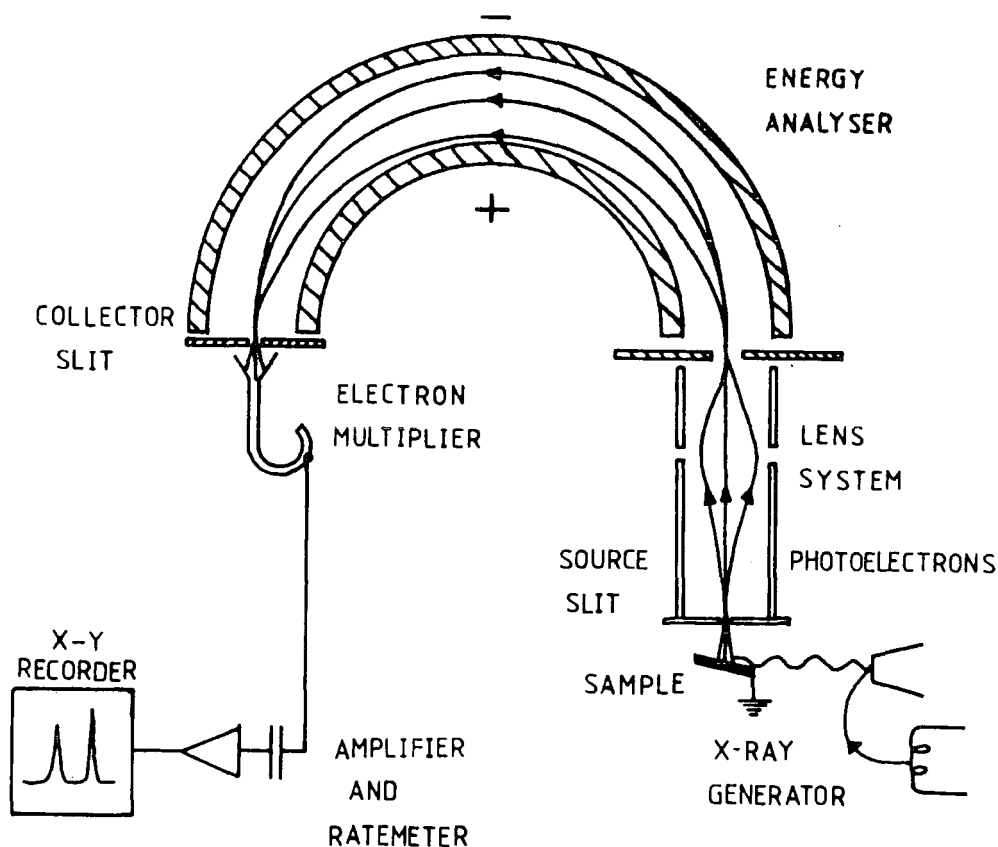 −
ENERGY
ANALYSER
+
COLLECTOR
SLIT
ELECTRON
MULTIPLIER
LENS
SYSTEM
SOURCE
SLIT
PHOTOELECTRONS
X-Y
RECORDER
SAMPLE
AMPLIFIER
AND
RATEMETER
X-RAY
GENERATOR